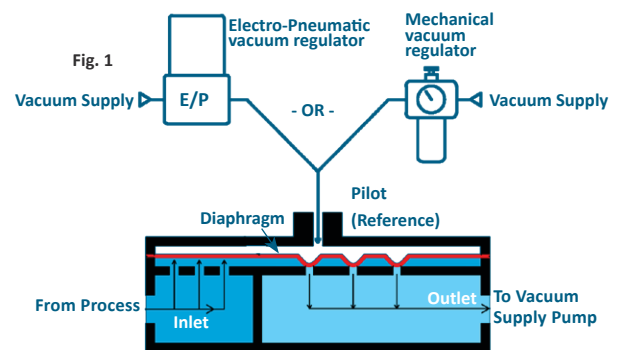 Electro-Pneumatic
vacuum regulator
Mechanical
vacuum
regulator
Fig. 1
Vacuum Supply
E/P
- OR -
Vacuum Supply
Pilot
(Reference)
Diaphragm
From Process
Inlet
Outlet
To Vacuum
Supply Pump